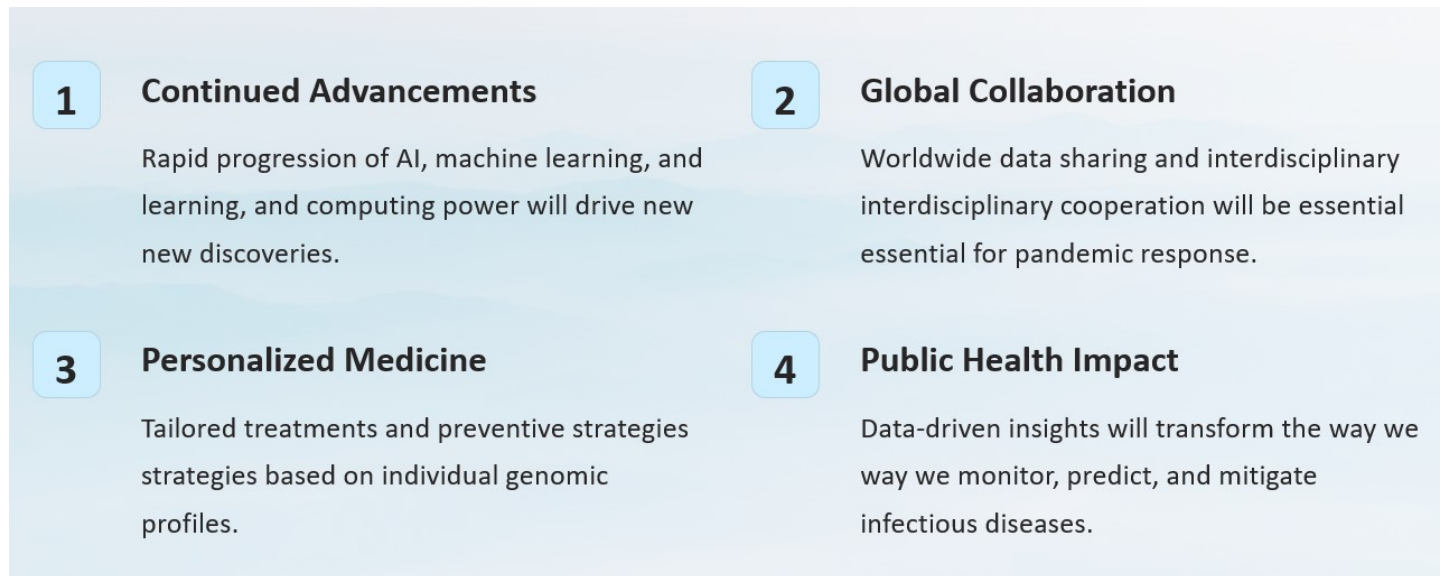 1
Continued Advancements
Rapid progression of AI, machine learning, and
learning, and computing power will drive new
new discoveries.
2
Global Collaboration
Worldwide data sharing and interdisciplinary
interdisciplinary cooperation will be essential
essential for pandemic response.
3
Personalized Medicine
Tailored treatments and preventive strategies
strategies based on individual genomic
profiles.
4
Public Health Impact
Data-driven insights will transform the way we
way we monitor, predict, and mitigate
infectious diseases.